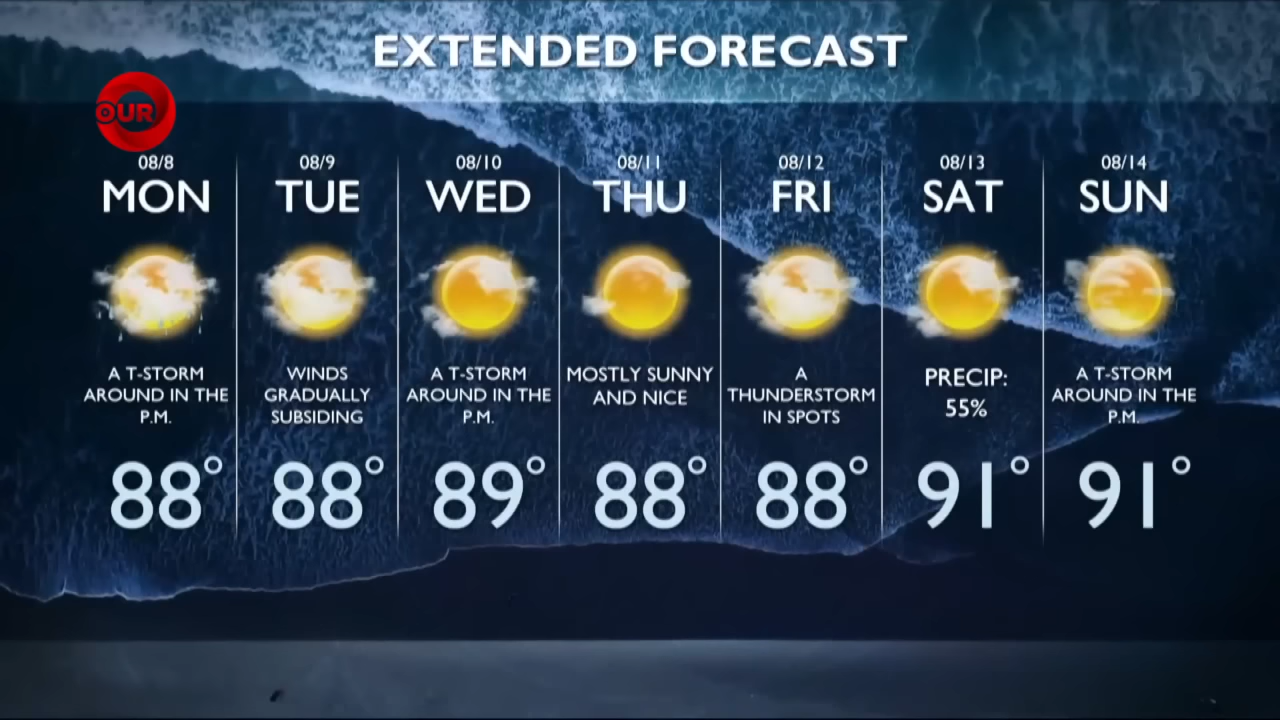 EXTENDED FORECAST
OUR
08/8
MON
A T-STORM
AROUND IN THE
P.M.
88°
08/9
TUE
WINDS
GRADUALLY
SUBSIDING
88°
08/10
WED
A T-STORM
AROUND IN THE
P.M.
89°
08/11
THU
MOSTLY SUNNY
AND NICE
88°
08/12
FRI
A
THUNDERSTORM
IN SPOTS
88°
08/13
SAT
PRECIP:
55%
91°
08/14
SUN
A T-STORM
AROUND IN THE
P.M.
91°